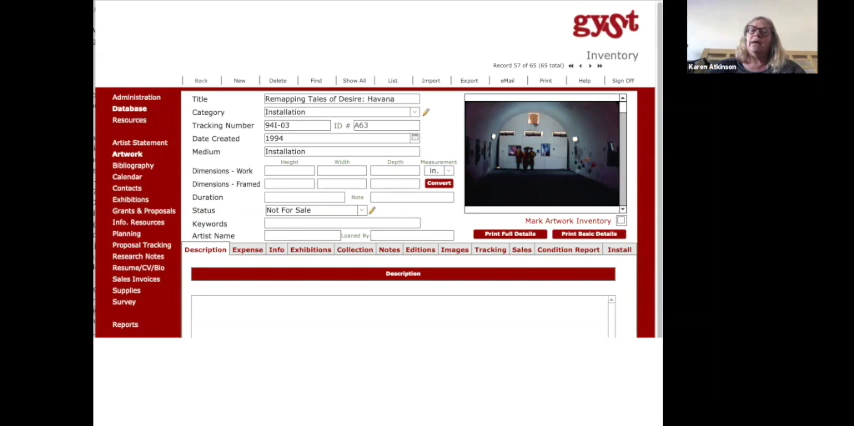 gyst
Inventory
Record 57 of 65 (65 total)
Back New Delete Find Show All List Import Export eMail Print Help Sign Off
Administration
Database
Resources
Artist Statement
Artwork
Bibliography
Calendar
Contacts
Exhibitions
Grants & Proposals
Info. Resources
Planning
Proposal Tracking
Research Notes
Resume/CV/Bio
Sales Invoices
Supplies
Survey
Reports
Title Remapping Tales of Desire: Havana
Category Installation
Tracking Number 94I-03 ID # A63
Date Created 1994
Medium Installation
Height Width Depth Measurement
Dimensions - Work in.
Dimensions - Framed Convert
Duration Note
Status Not For Sale
Keywords
Artist Name Loaned By
Mark Artwork Inventory
Print Full Details Print Basic Details
Description Expense Info Exhibitions Collection Notes Editions Images Tracking Sales Condition Report Install
Description
Karen Atkinson